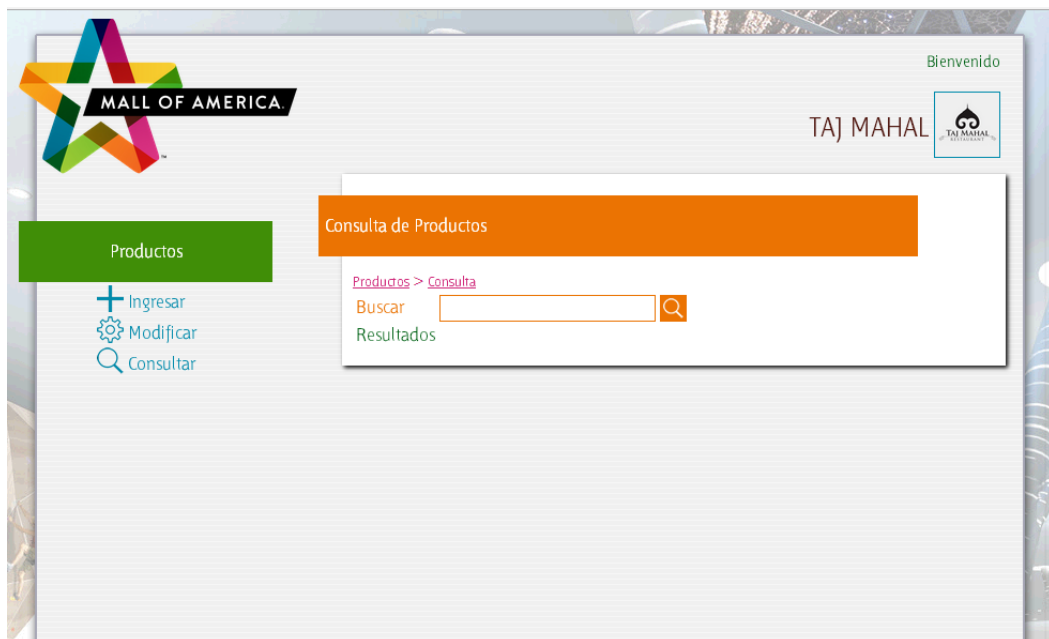 Bienvenido
MALL OF AMERICA.
TAJ MAHAL
TAJ MAHAL
RESTAURANT
Consulta de Productos
Productos
Productos > Consulta
Ingresar
Buscar
Modificar
Resultados
Consultar